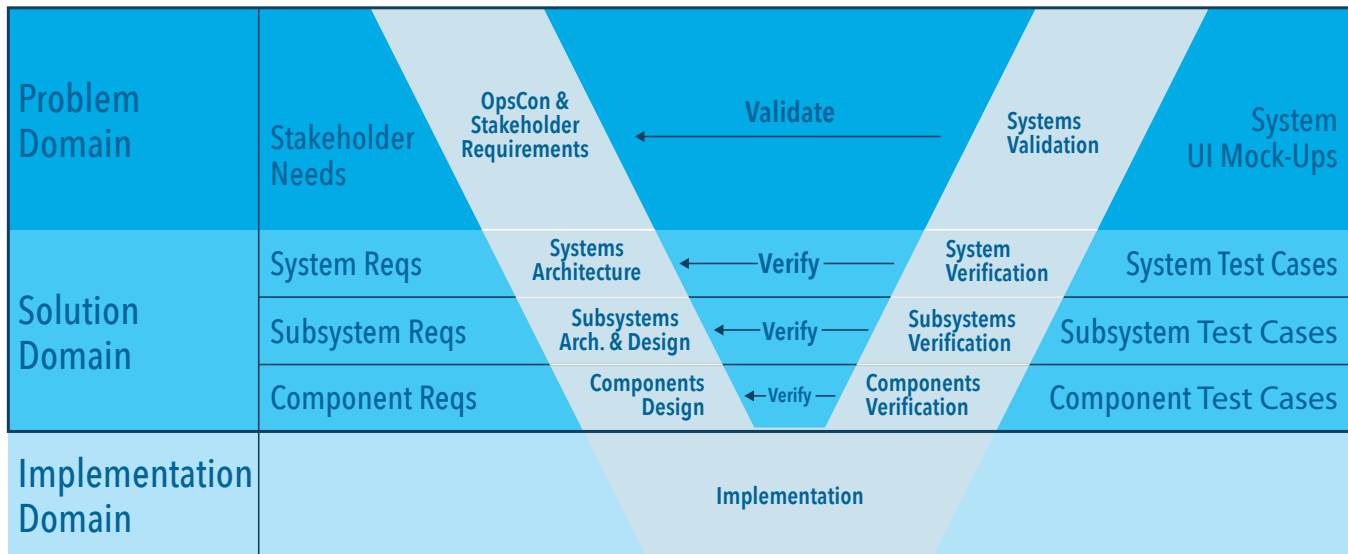 Problem
Domain
Stakeholder
Needs
OpsCon &
Stakeholder
Requirements
Validate
Systems
Validation
System
UI Mock-Ups
Solution
Domain
System Reqs
Systems
Architecture
Verify
System
Verification
System Test Cases
Subsystem Reqs
Subsystems
Arch. & Design
Verify
Subsystems
Verification
Subsystem Test Cases
Component Reqs
Components
Design
Verify
Components
Verification
Component Test Cases
Implementation
Domain
Implementation